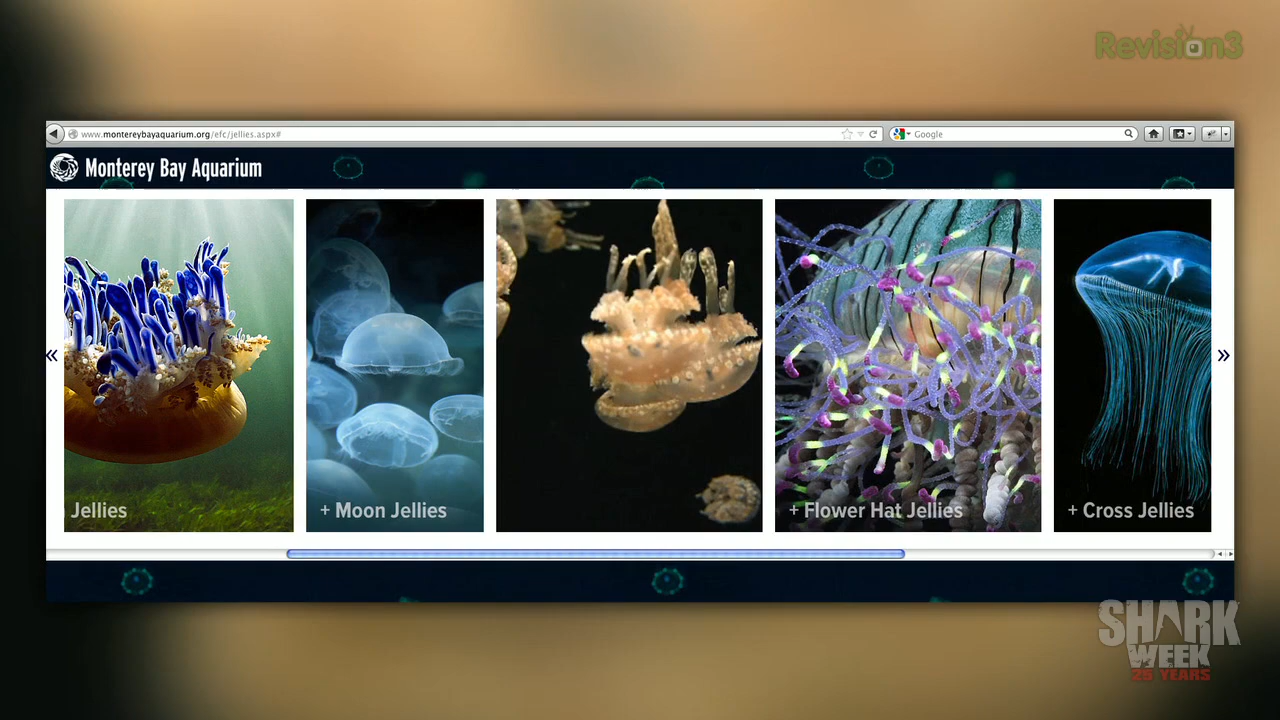 Revision3
www.montereybayaquarium.org/efc/jellies.aspx#
Google
Monterey Bay Aquarium
Jellies
+ Moon Jellies
+ Flower Hat Jellies
+ Cross Jellies
SHARK
WEEK
25 YEARS